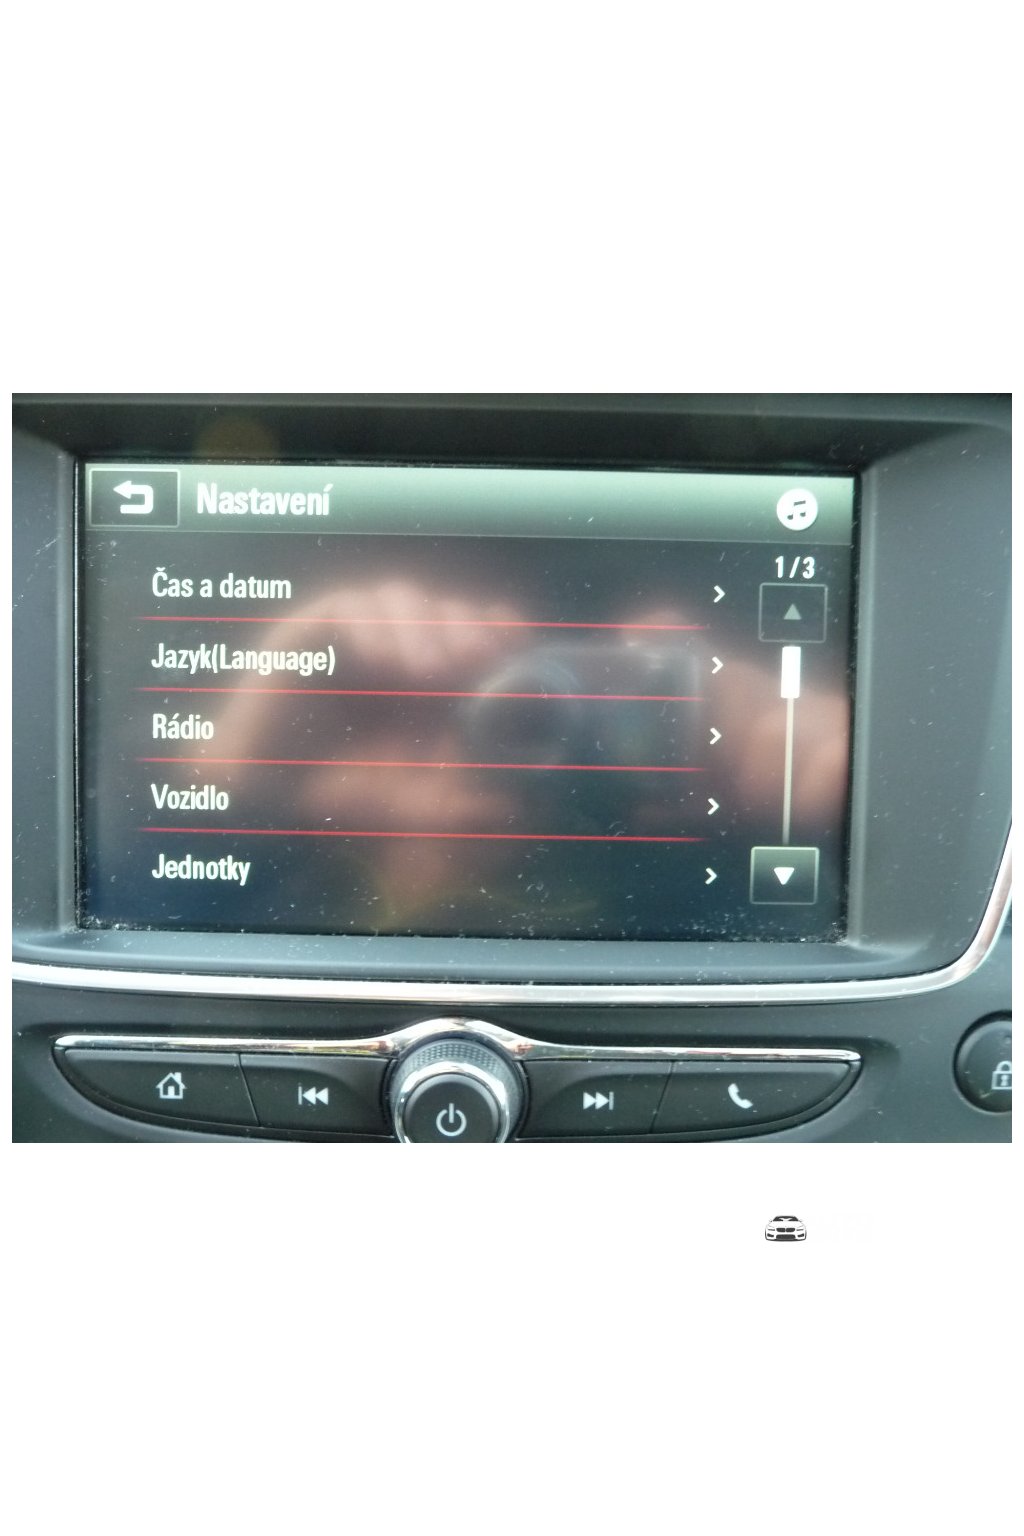 Nastavení
1/3
Čas a datum
Jazyk(Language)
Rádio
Vozidlo
Jednotky